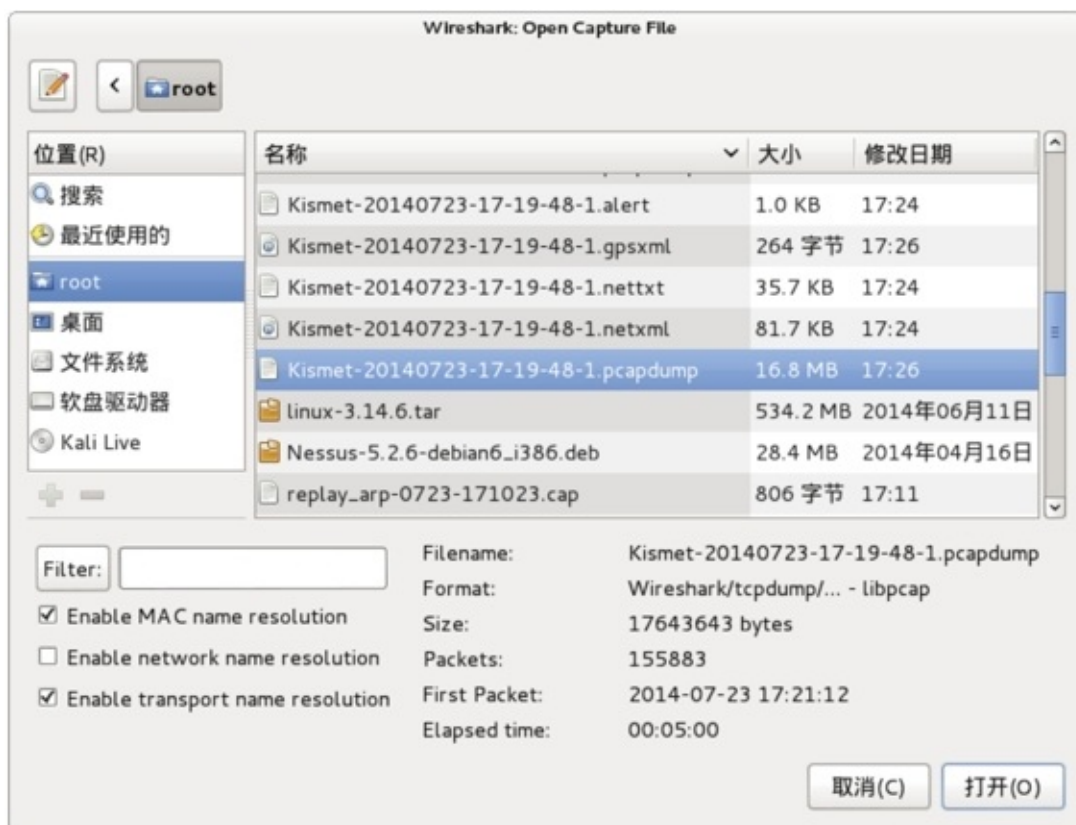 Wireshark: Open Capture File
root
位置(R)
搜索
最近使用的
root
桌面
文件系统
软盘驱动器
Kali Live
名称 大小 修改日期
Kismet-20140723-17-19-48-1.alert 1.0 KB 17:24
Kismet-20140723-17-19-48-1.gpsxml 264 字节 17:26
Kismet-20140723-17-19-48-1.nettxt 35.7 KB 17:24
Kismet-20140723-17-19-48-1.netxml 81.7 KB 17:24
Kismet-20140723-17-19-48-1.pcapdump 16.8 MB 17:26
linux-3.14.6.tar 534.2 MB 2014年06月11日
Nessus-5.2.6-debian6_i386.deb 28.4 MB 2014年04月16日
replay_arp-0723-171023.cap 806 字节 17:11
Filter:
Enable MAC name resolution
Enable network name resolution
Enable transport name resolution
Filename: Kismet-20140723-17-19-48-1.pcapdump
Format: Wireshark/tcpdump/... - libpcap
Size: 17643643 bytes
Packets: 155883
First Packet: 2014-07-23 17:21:12
Elapsed time: 00:05:00
取消(C) 打开(O)